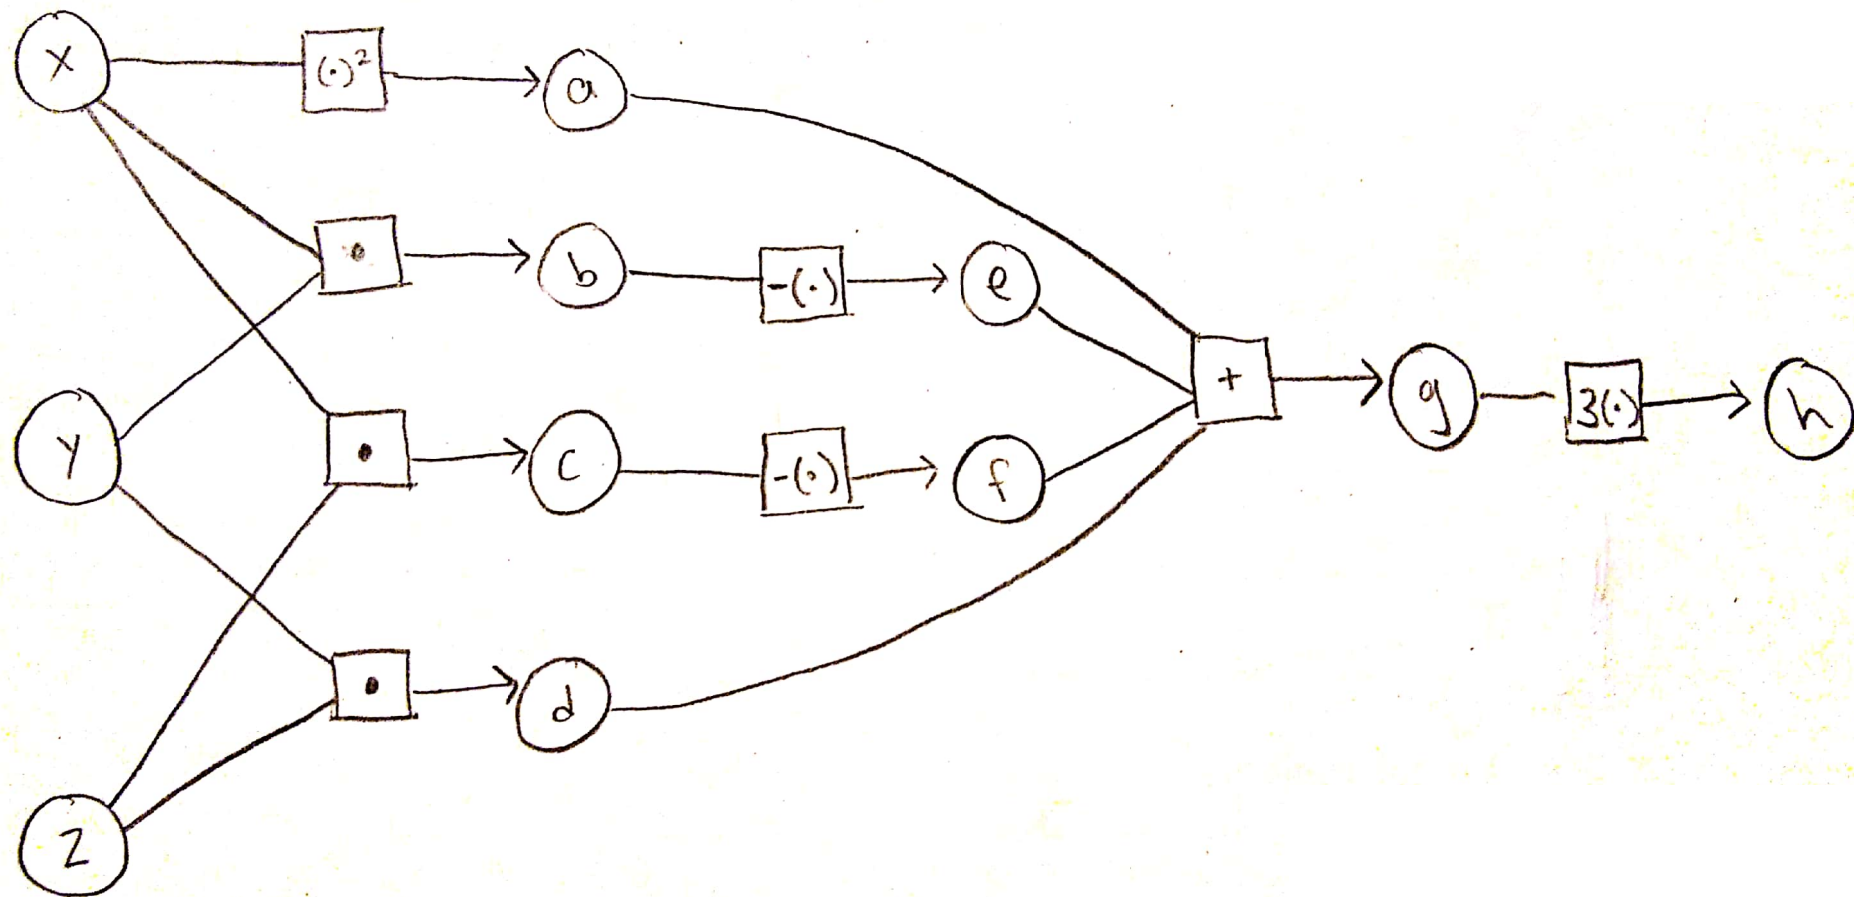 x (·)² a
• b -(·) e
+ g 3(·) h
y • c -(·) f
• d
z